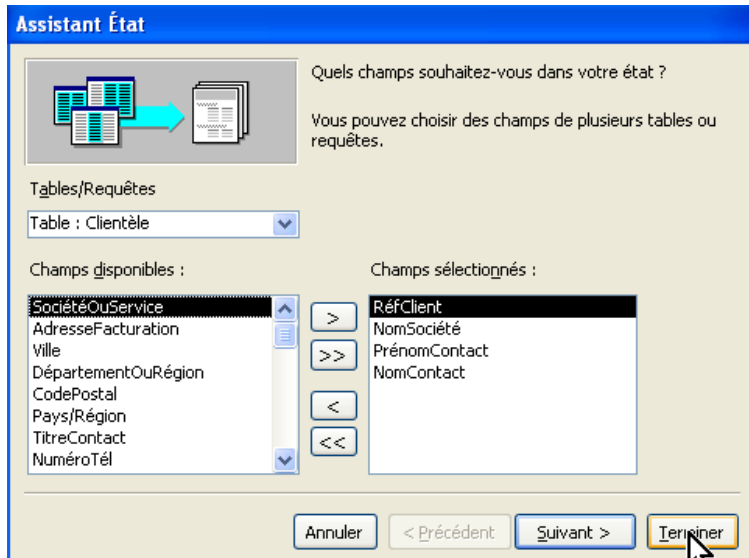 Assistant État
Quels champs souhaitez-vous dans votre état ?
Vous pouvez choisir des champs de plusieurs tables ou
requêtes.
Tables/Requêtes
Table : Clientèle
Champs disponibles :
SociétéOuService
AdresseFacturation
Ville
DépartementOuRégion
CodePostal
Pays/Région
TitreContact
NuméroTél
>
>>
<
<<
Champs sélectionnés :
RéfClient
NomSociété
PrénomContact
NomContact
Annuler
< Précédent
Suivant >
Terminer